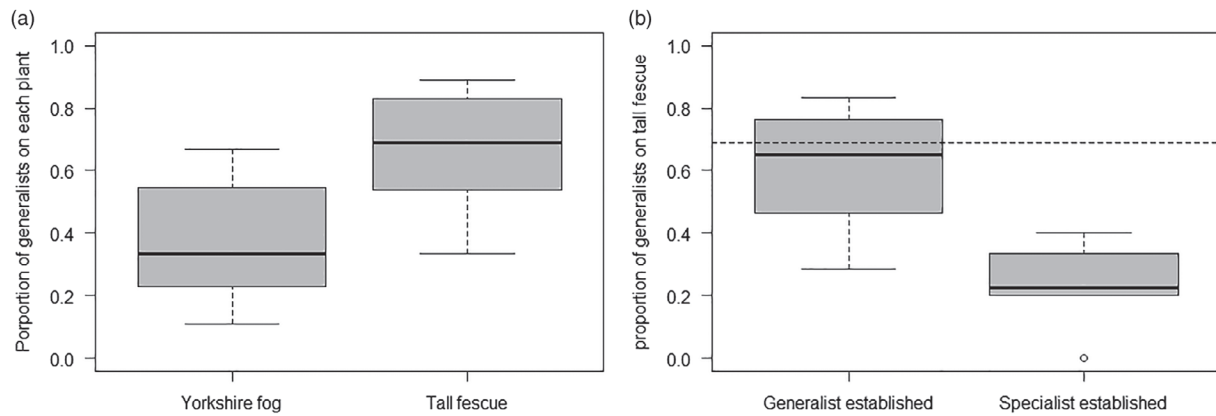 (a)
Porportion of generalists on each plant
1.0
0.8
0.6
0.4
0.2
0.0
Yorkshire fog
Tall fescue
(b)
proportion of generalists on tall fescue
1.0
0.8
0.6
0.4
0.2
0.0
Generalist established
Specialist established